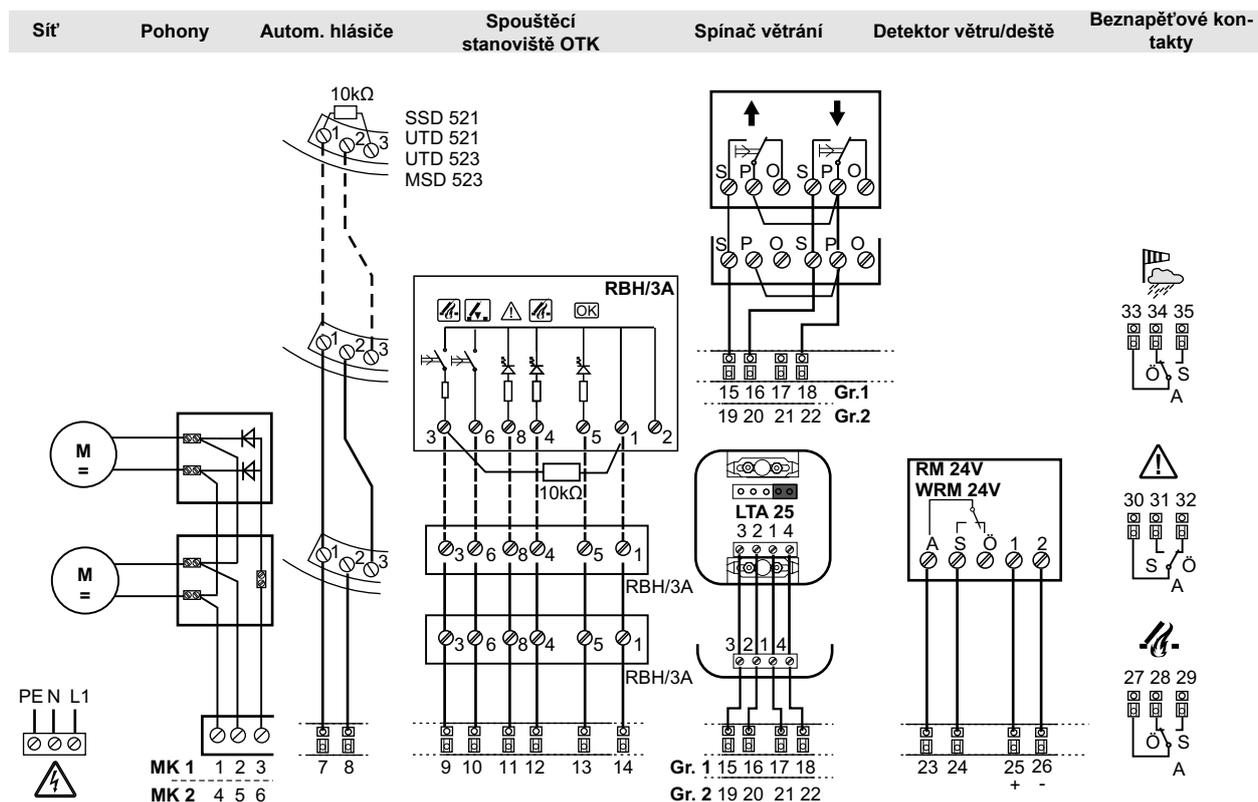 Síť Pohony Autom. hlásiče Spouštěcí stanoviště OTK Spínač větrání Detektor větru/deště Beznapěťové kon-
takty
10kΩ
SSD 521
UTD 521
UTD 523
MSD 523
1 2 3
1 2 3
1 2 3
7 8
M
=
M
=
PE N L1
MK 1 1 2 3
MK 2 4 5 6
RBH/3A
OK
3 6 8 4 5 1 2
10kΩ
3 6 8 4 5 1
RBH/3A
3 6 8 4 5 1
RBH/3A
9 10 11 12 13 14
S P O S P O
S P O S P O
15 16 17 18 Gr.1
19 20 21 22 Gr.2
LTA 25
3 2 1 4
3 2 1 4
Gr. 1 15 16 17 18
Gr. 2 19 20 21 22
RM 24V
WRM 24V
A S Ö 1 2
23 24 25 26
+ -
33 34 35
Ö S
A
30 31 32
S Ö
A
27 28 29
Ö S
A